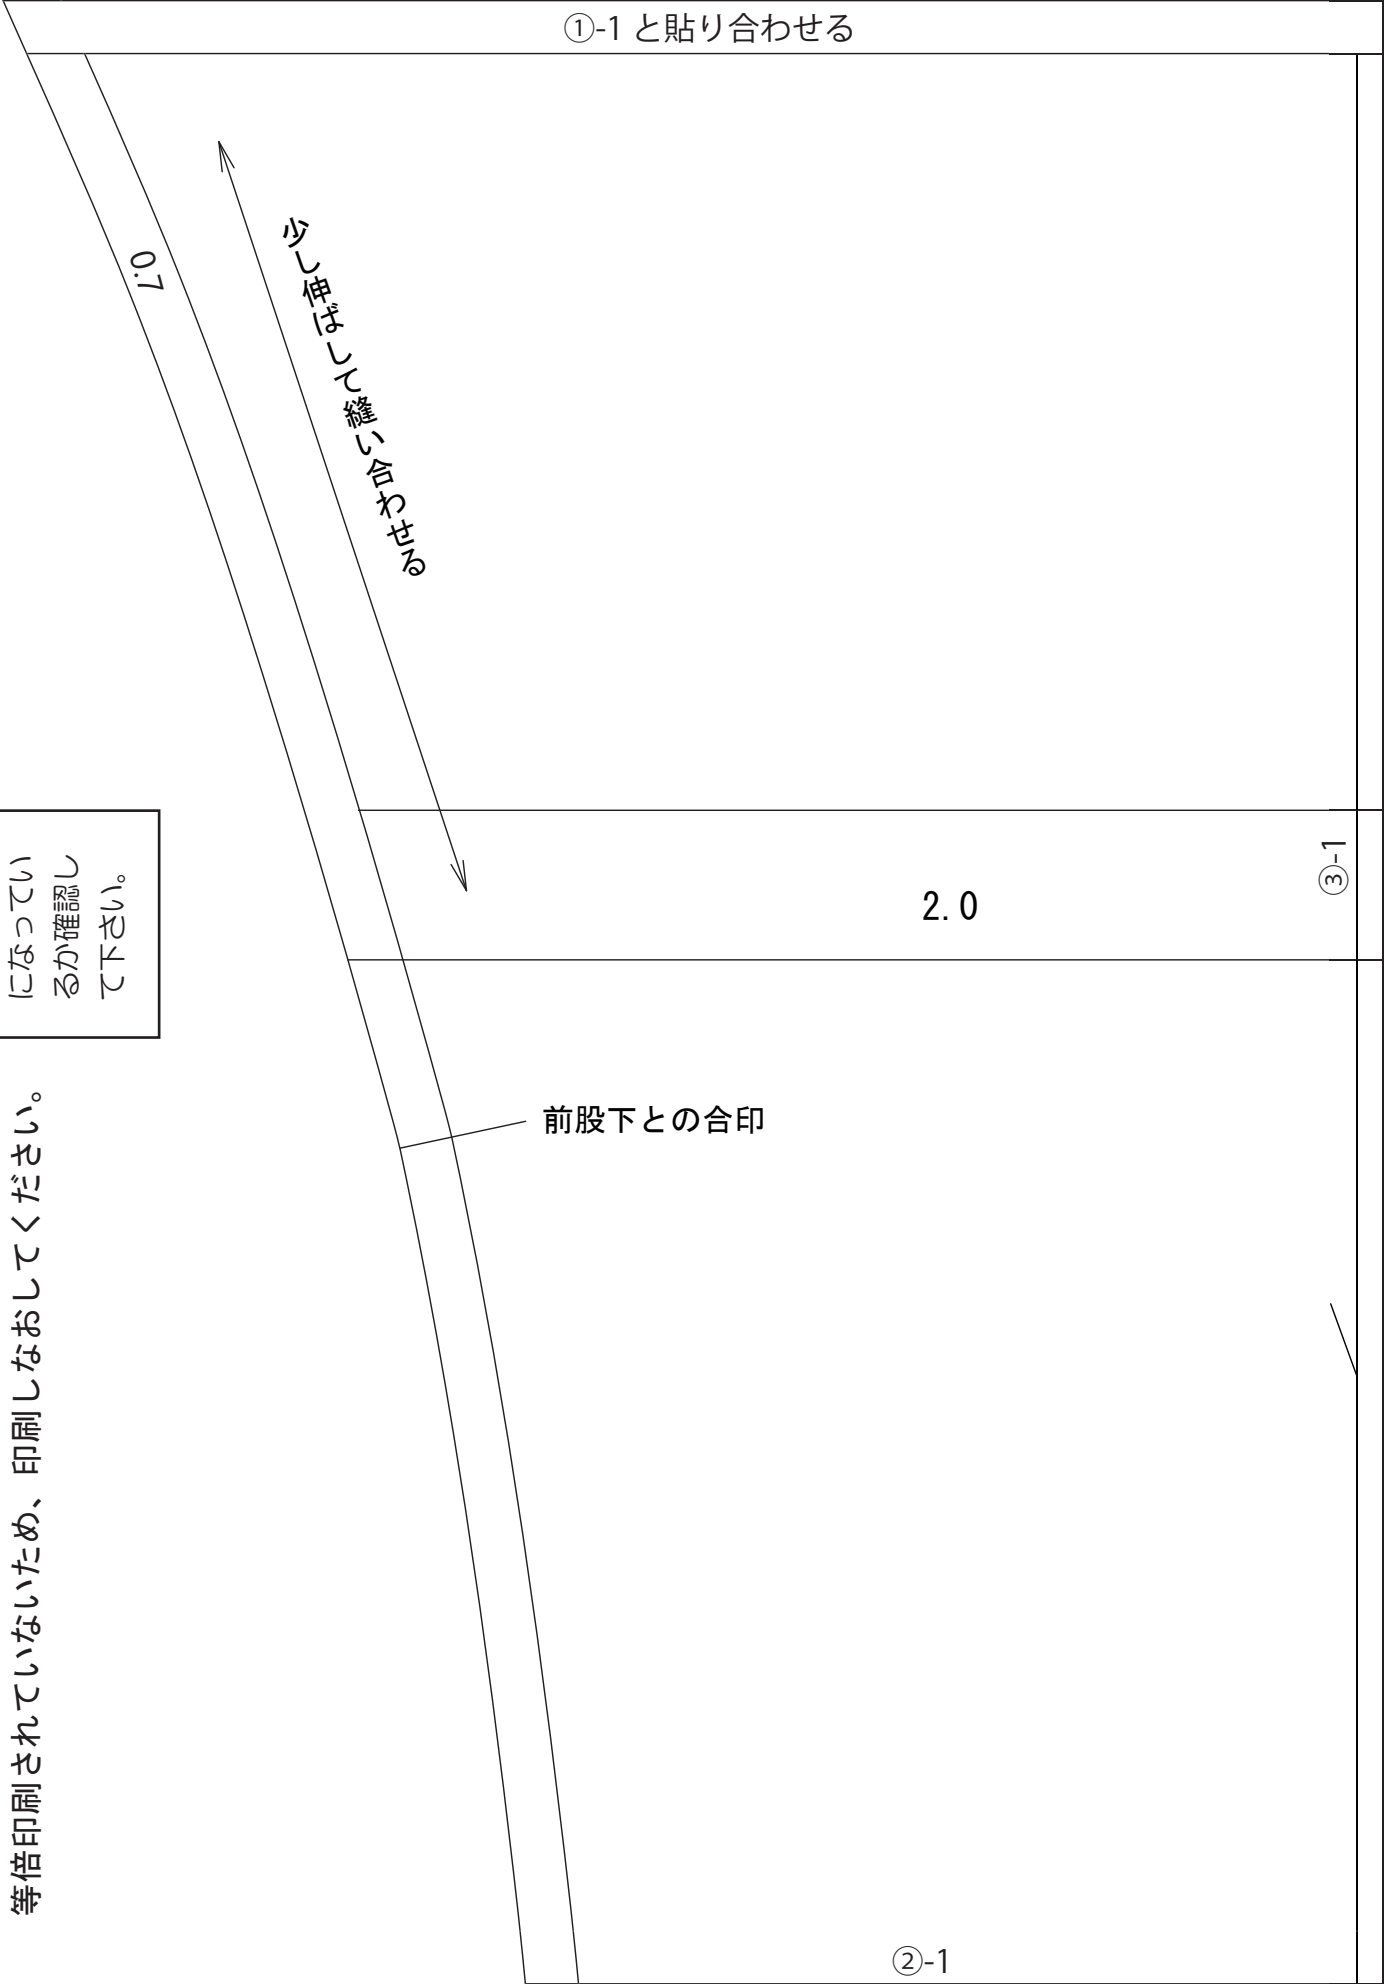 ①-1 と貼り合わせる
0.7
少し伸ばして縫い合わせる
2.0
③-1
になってい
るか確認し
て下さい。
前股下との合印
等倍印刷されていないため、印刷しなおしてください。
②-1